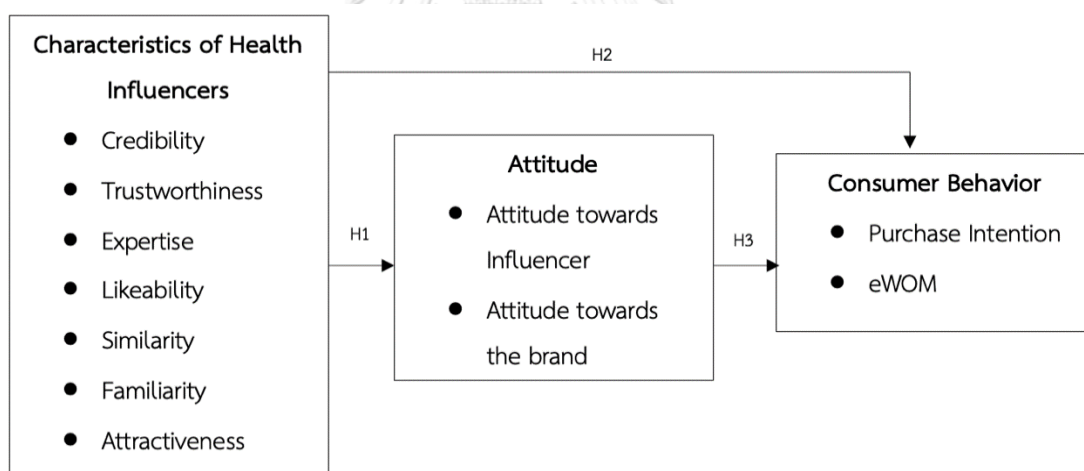 Characteristics of Health
Influencers
● Credibility
● Trustworthiness
● Expertise
● Likeability
● Similarity
● Familiarity
● Attractiveness
H1
H2
Attitude
● Attitude towards
Influencer
● Attitude towards
the brand
H3
Consumer Behavior
● Purchase Intention
● eWOM